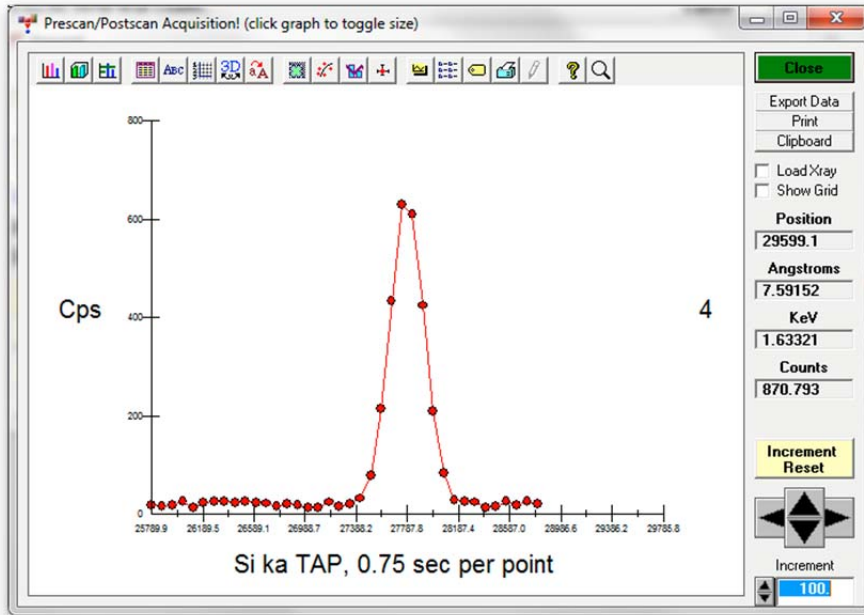 Prescan/Postscan Acquisition! (click graph to toggle size)
ABC
3D
aA
?
Close
Export Data
Print
Clipboard
Load Xray
Show Grid
Position
29599.1
Angstroms
7.59152
KeV
1.63321
Counts
870.793
Increment
Reset
Increment
100.
800
600
400
200
0
Cps
4
25789.9 26189.5 26589.1 26988.7 27388.2 27787.8 28187.4 28587.0 28986.6 29386.2 29785.8
Si ka TAP, 0.75 sec per point